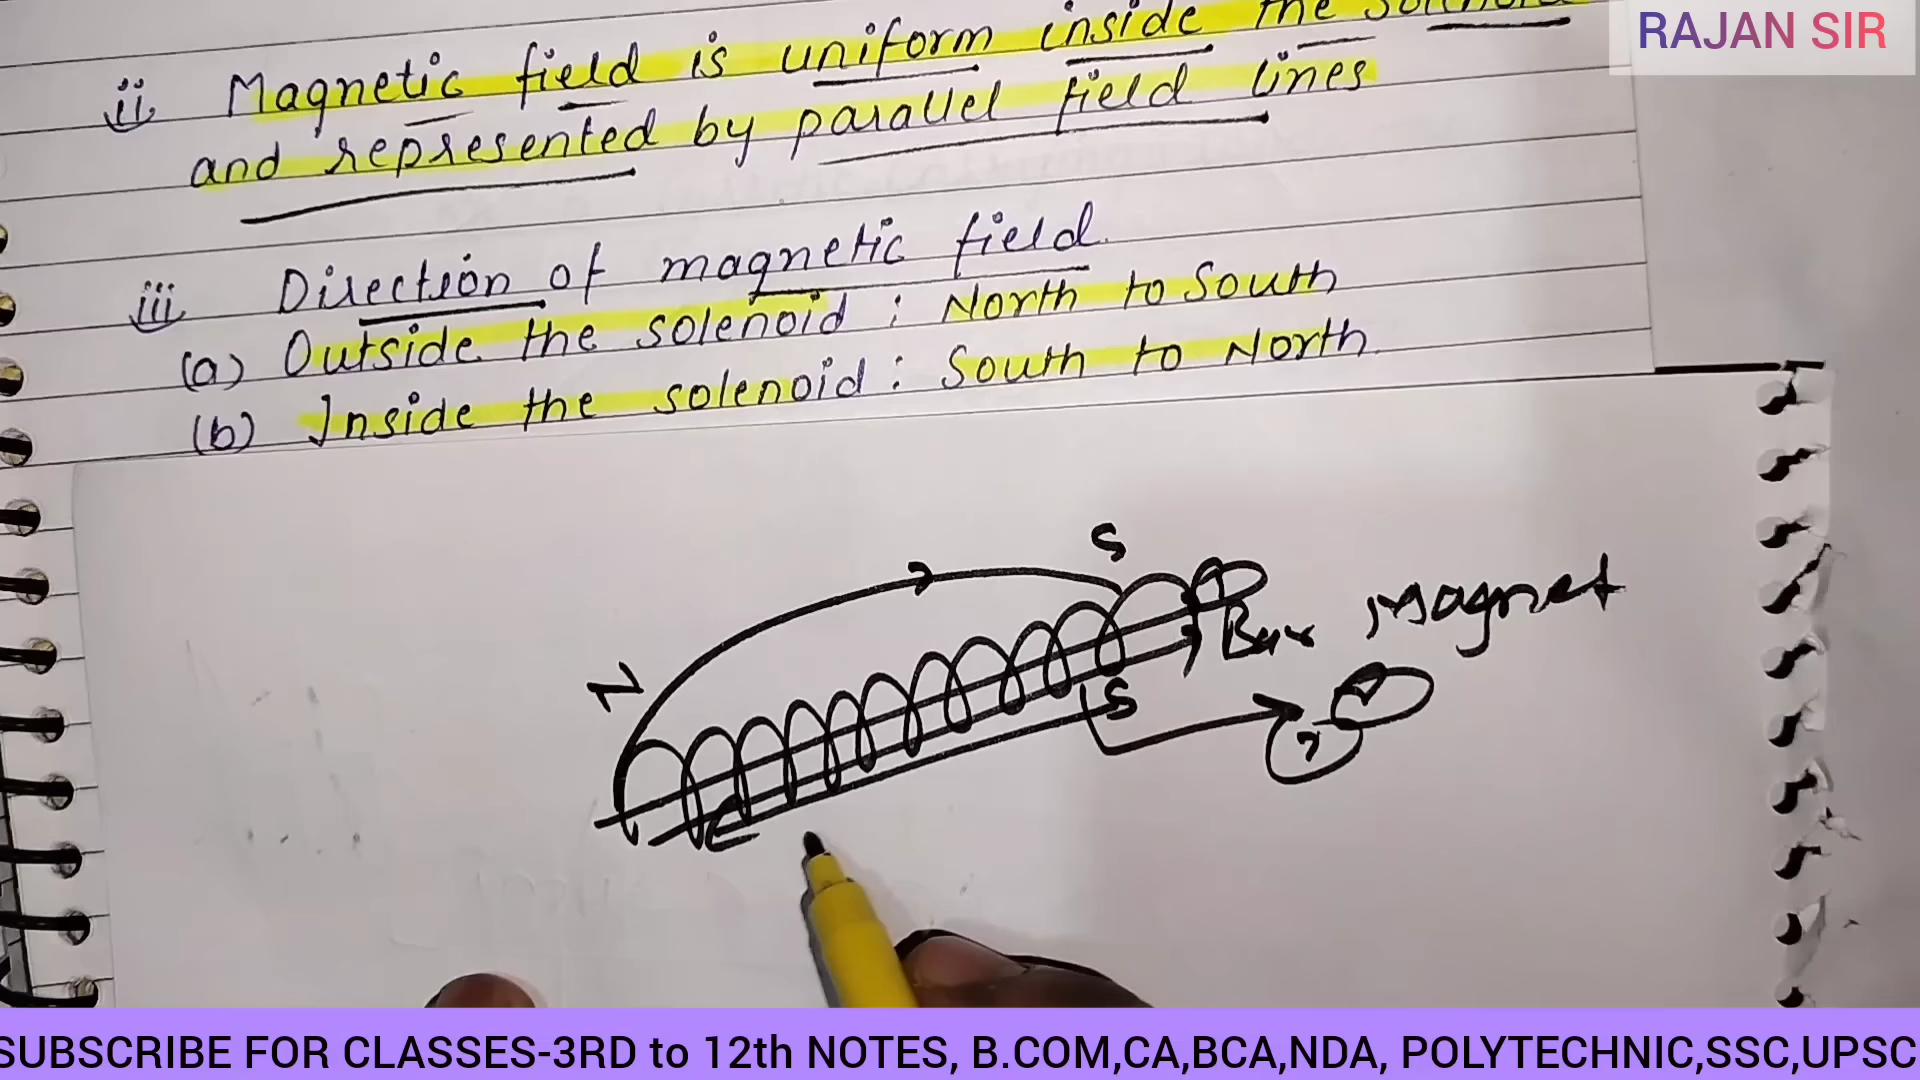 RAJAN SIR
ii. Magnetic field is uniform inside the solenoid
and represented by parallel field lines
iii. Direction of magnetic field.
(a) Outside the solenoid : North to South
(b) Inside the solenoid : South to North.
S
N
Bar Magnet
S
SUBSCRIBE FOR CLASSES-3RD to 12th NOTES, B.COM,CA,BCA,NDA, POLYTECHNIC,SSC,UPSC